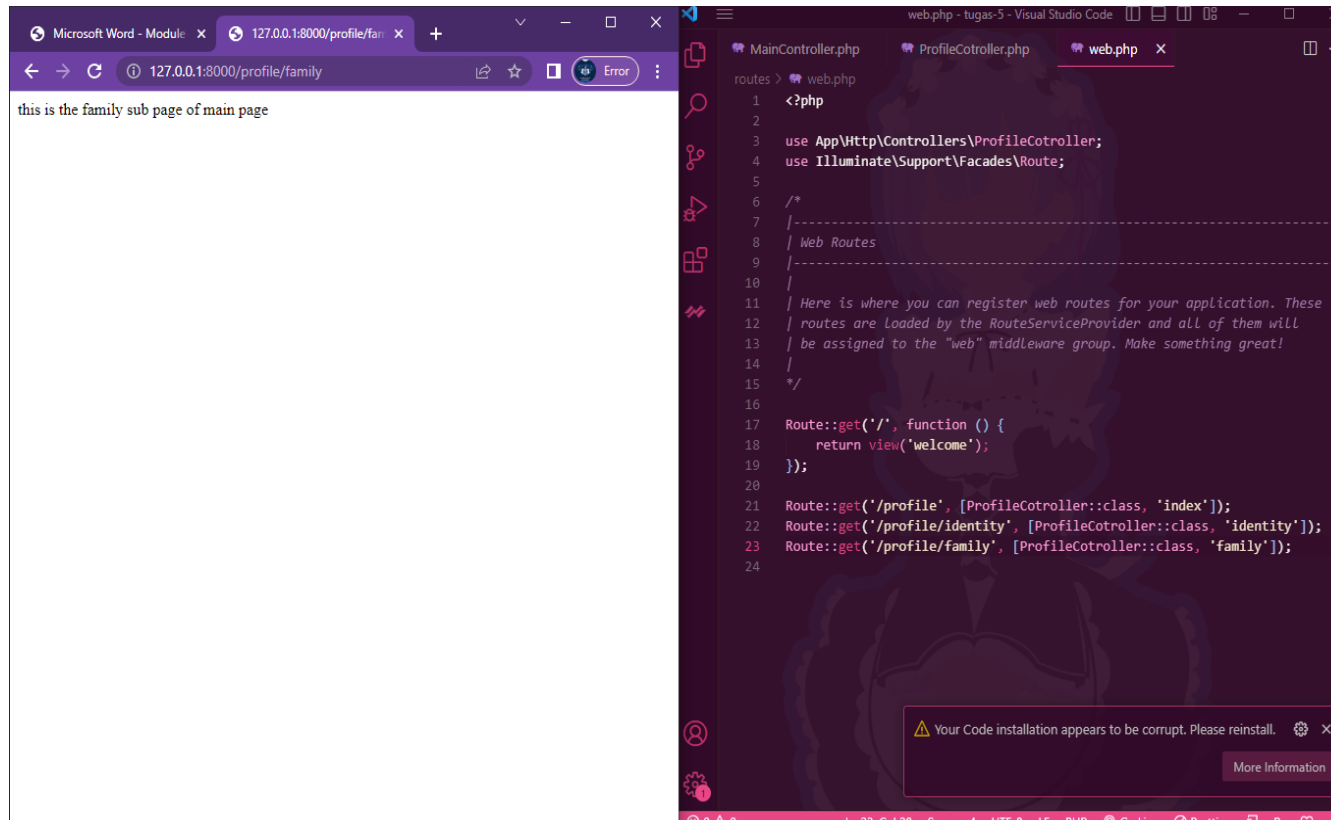 Microsoft Word - Module
127.0.0.1:8000/profile/fam
127.0.0.1:8000/profile/family
Error
this is the family sub page of main page
web.php - tugas-5 - Visual Studio Code
MainController.php
ProfileCotroller.php
web.php
routes > web.php
1 <?php
2
3 use App\Http\Controllers\ProfileCotroller;
4 use Illuminate\Support\Facades\Route;
5
6 /*
7 |--------------------------------------------------------------------------
8 | Web Routes
9 |--------------------------------------------------------------------------
10 |
11 | Here is where you can register web routes for your application. These
12 | routes are loaded by the RouteServiceProvider and all of them will
13 | be assigned to the "web" middleware group. Make something great!
14 |
15 */
16
17 Route::get('/', function () {
18 return view('welcome');
19 });
20
21 Route::get('/profile', [ProfileCotroller::class, 'index']);
22 Route::get('/profile/identity', [ProfileCotroller::class, 'identity']);
23 Route::get('/profile/family', [ProfileCotroller::class, 'family']);
24
Your Code installation appears to be corrupt. Please reinstall.
More Information
1